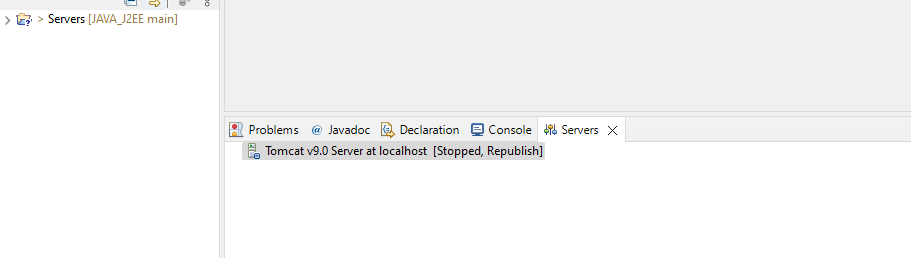 > Servers [JAVA_J2EE main]
Problems @ Javadoc Declaration Console Servers
Tomcat v9.0 Server at localhost [Stopped, Republish]